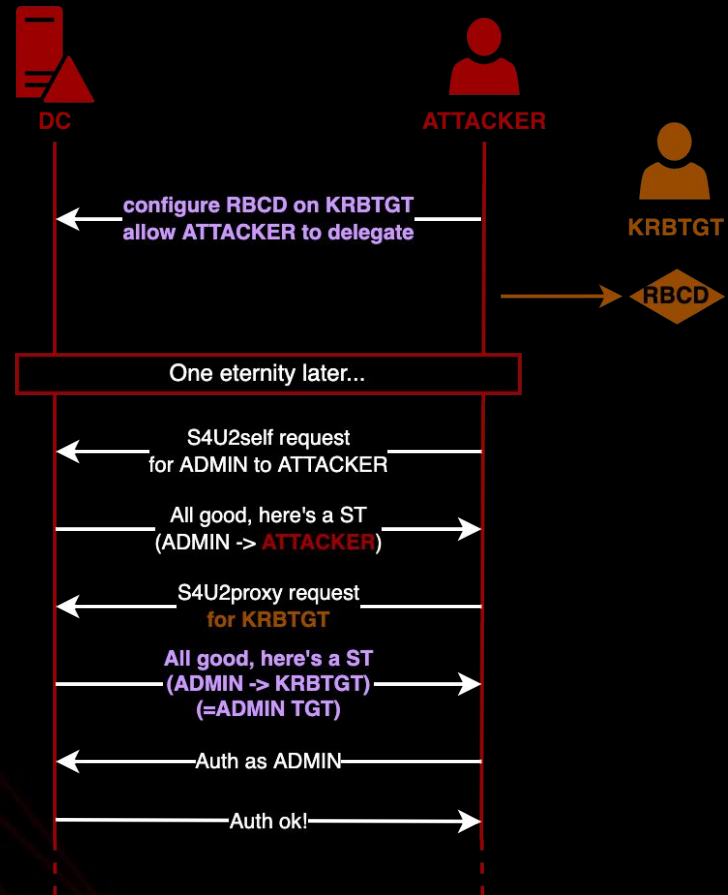 DC
ATTACKER
KRBTGT
configure RBCD on KRBTGT
allow ATTACKER to delegate
RBCD
One eternity later...
S4U2self request
for ADMIN to ATTACKER
All good, here's a ST
(ADMIN -> ATTACKER)
S4U2proxy request
for KRBTGT
All good, here's a ST
(ADMIN -> KRBTGT)
(=ADMIN TGT)
Auth as ADMIN
Auth ok!